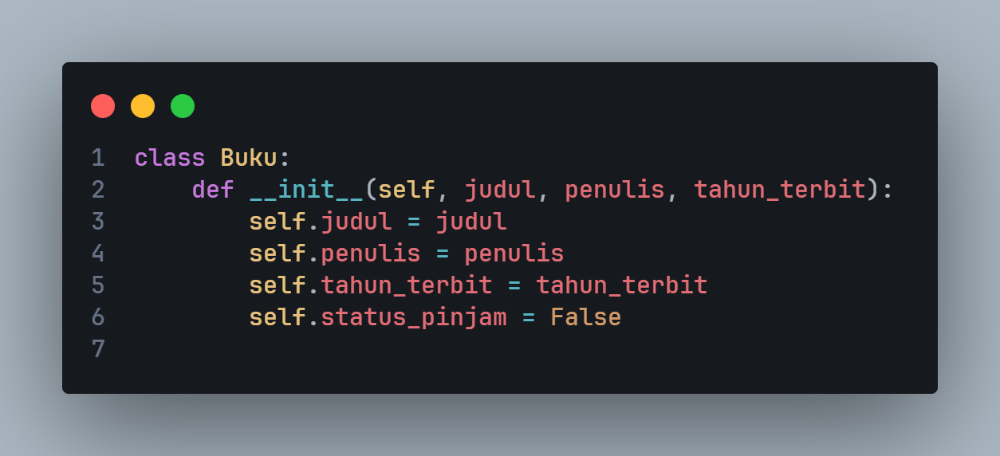 1 class Buku:
2     def __init__(self, judul, penulis, tahun_terbit):
3         self.judul = judul
4         self.penulis = penulis
5         self.tahun_terbit = tahun_terbit
6         self.status_pinjam = False
7